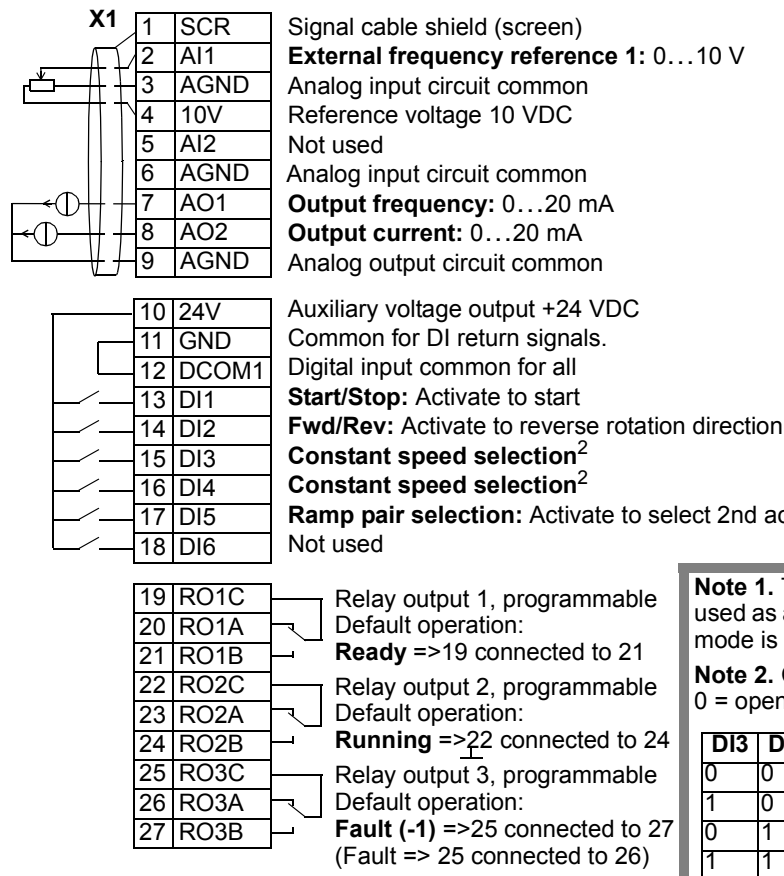 X1
1 SCR Signal cable shield (screen)
2 AI1 External frequency reference 1: 0…10 V
3 AGND Analog input circuit common
4 10V Reference voltage 10 VDC
5 AI2 Not used
6 AGND Analog input circuit common
7 AO1 Output frequency: 0…20 mA
8 AO2 Output current: 0…20 mA
9 AGND Analog output circuit common
10 24V Auxiliary voltage output +24 VDC
11 GND Common for DI return signals.
12 DCOM1 Digital input common for all
13 DI1 Start/Stop: Activate to start
14 DI2 Fwd/Rev: Activate to reverse rotation direction
15 DI3 Constant speed selection2
16 DI4 Constant speed selection2
17 DI5 Ramp pair selection: Activate to select 2nd
18 DI6 Not used
19 RO1C Relay output 1, programmable
20 RO1A Default operation:
21 RO1B Ready =>19 connected to 21
22 RO2C Relay output 2, programmable
23 RO2A Default operation:
24 RO2B Running =>22 connected to 24
25 RO3C Relay output 3, programmable
26 RO3A Default operation:
27 RO3B Fault (-1) =>25 connected to 27
(Fault => 25 connected to 26)
Note 1.
used as
mode is
Note 2.
0 = open
DI3
0 0
1 0
0 1
1 1